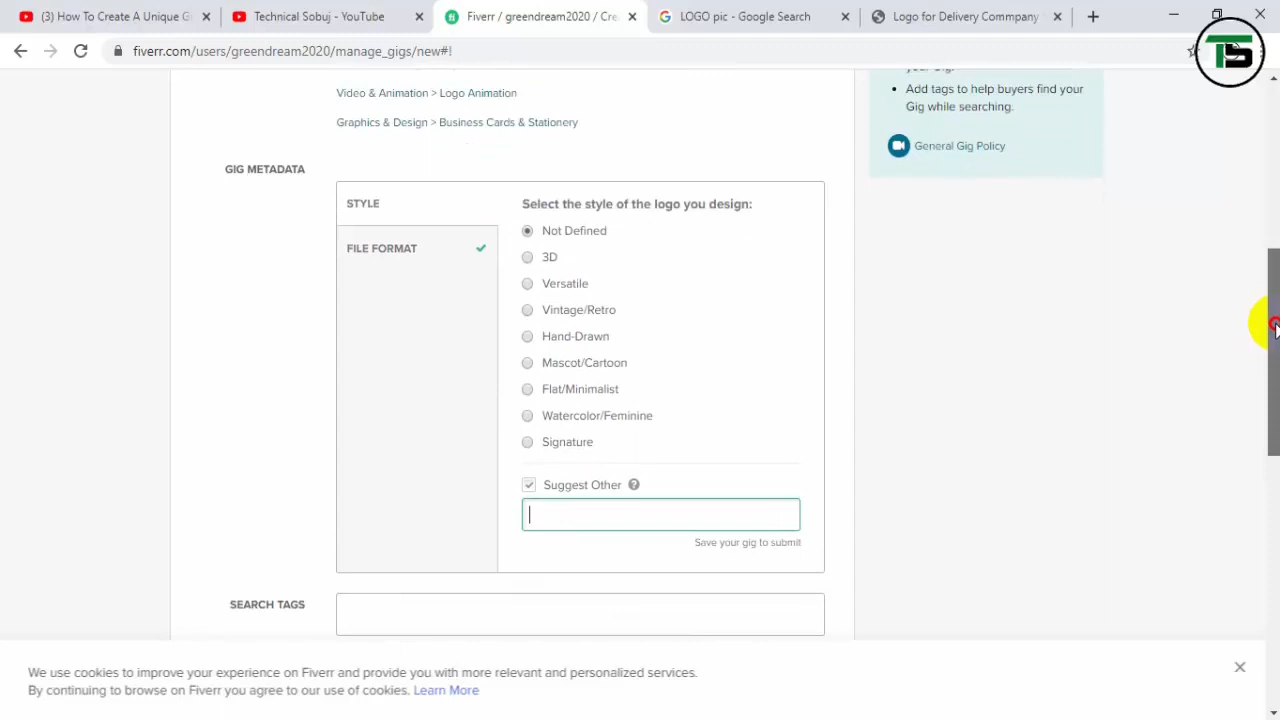 (3) How To Create A Unique G
Technical Sobuj - YouTube
Fiverr / greendream2020 / Cre
LOGO pic - Google Search
Logo for Delivery Commpany
fiverr.com/users/greendream2020/manage_gigs/new#!
TS
your Gig.
Add tags to help buyers find your
Gig while searching.
General Gig Policy
Video & Animation > Logo Animation
Graphics & Design > Business Cards & Stationery
GIG METADATA
STYLE
FILE FORMAT
Select the style of the logo you design:
Not Defined
3D
Versatile
Vintage/Retro
Hand-Drawn
Mascot/Cartoon
Flat/Minimalist
Watercolor/Feminine
Signature
Suggest Other ?
Save your gig to submit
SEARCH TAGS
We use cookies to improve your experience on Fiverr and provide you with more relevant and personalized services.
By continuing to browse on Fiverr you agree to our use of cookies. Learn More